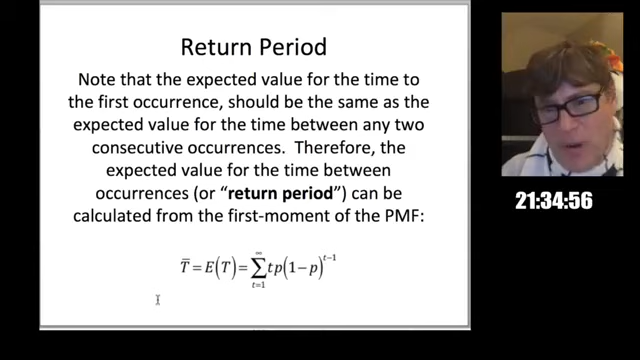 Return Period
Note that the expected value for the time to
the first occurrence, should be the same as the
expected value for the time between any two
consecutive occurrences. Therefore, the
expected value for the time between
occurrences (or “return period”) can be
calculated from the first-moment of the PMF:
T̅ = E(T) = ∑_{t=1}^{∞} tp(1−p)^{t−1}
21:34:56